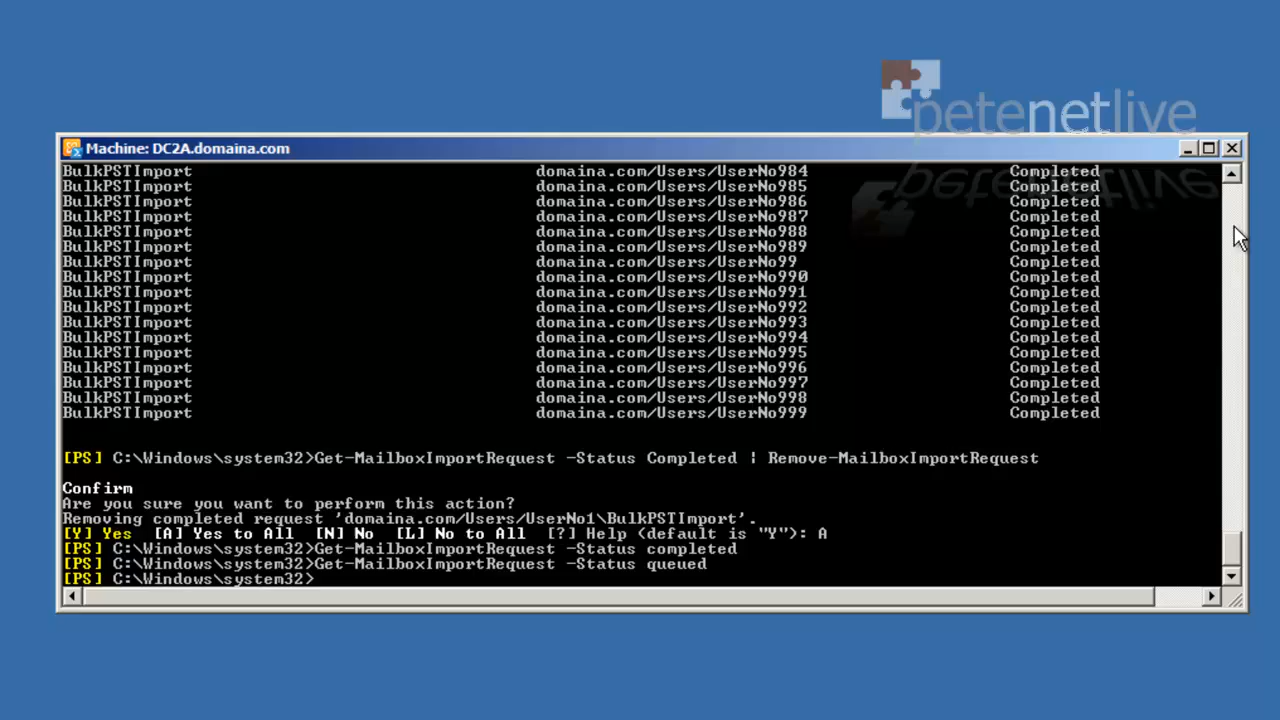 petenetlive
Machine: DC2A.domaina.com
BulkPSTImport domaina.com/Users/UserNo984 Completed
BulkPSTImport domaina.com/Users/UserNo985 Completed
BulkPSTImport domaina.com/Users/UserNo986 Completed
BulkPSTImport domaina.com/Users/UserNo987 Completed
BulkPSTImport domaina.com/Users/UserNo988 Completed
BulkPSTImport domaina.com/Users/UserNo989 Completed
BulkPSTImport domaina.com/Users/UserNo99 Completed
BulkPSTImport domaina.com/Users/UserNo990 Completed
BulkPSTImport domaina.com/Users/UserNo991 Completed
BulkPSTImport domaina.com/Users/UserNo992 Completed
BulkPSTImport domaina.com/Users/UserNo993 Completed
BulkPSTImport domaina.com/Users/UserNo994 Completed
BulkPSTImport domaina.com/Users/UserNo995 Completed
BulkPSTImport domaina.com/Users/UserNo996 Completed
BulkPSTImport domaina.com/Users/UserNo997 Completed
BulkPSTImport domaina.com/Users/UserNo998 Completed
BulkPSTImport domaina.com/Users/UserNo999 Completed
[PS] C:\Windows\system32>Get-MailboxImportRequest -Status Completed | Remove-MailboxImportRequest
Confirm
Are you sure you want to perform this action?
Removing completed request 'domaina.com/Users/UserNo1\BulkPSTImport'.
[Y] Yes [A] Yes to All [N] No [L] No to All [?] Help (default is "Y"): A
[PS] C:\Windows\system32>Get-MailboxImportRequest -Status completed
[PS] C:\Windows\system32>Get-MailboxImportRequest -Status queued
[PS] C:\Windows\system32>